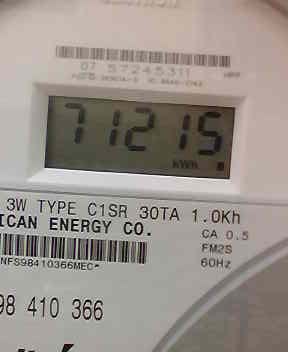 07 57245311
71215
KWH
3W TYPE C1SR 30TA 1.0Kh
ICAN ENERGY CO.
CA 0.5
FM2S
60Hz
NFS98410366MEC*
98 410 366